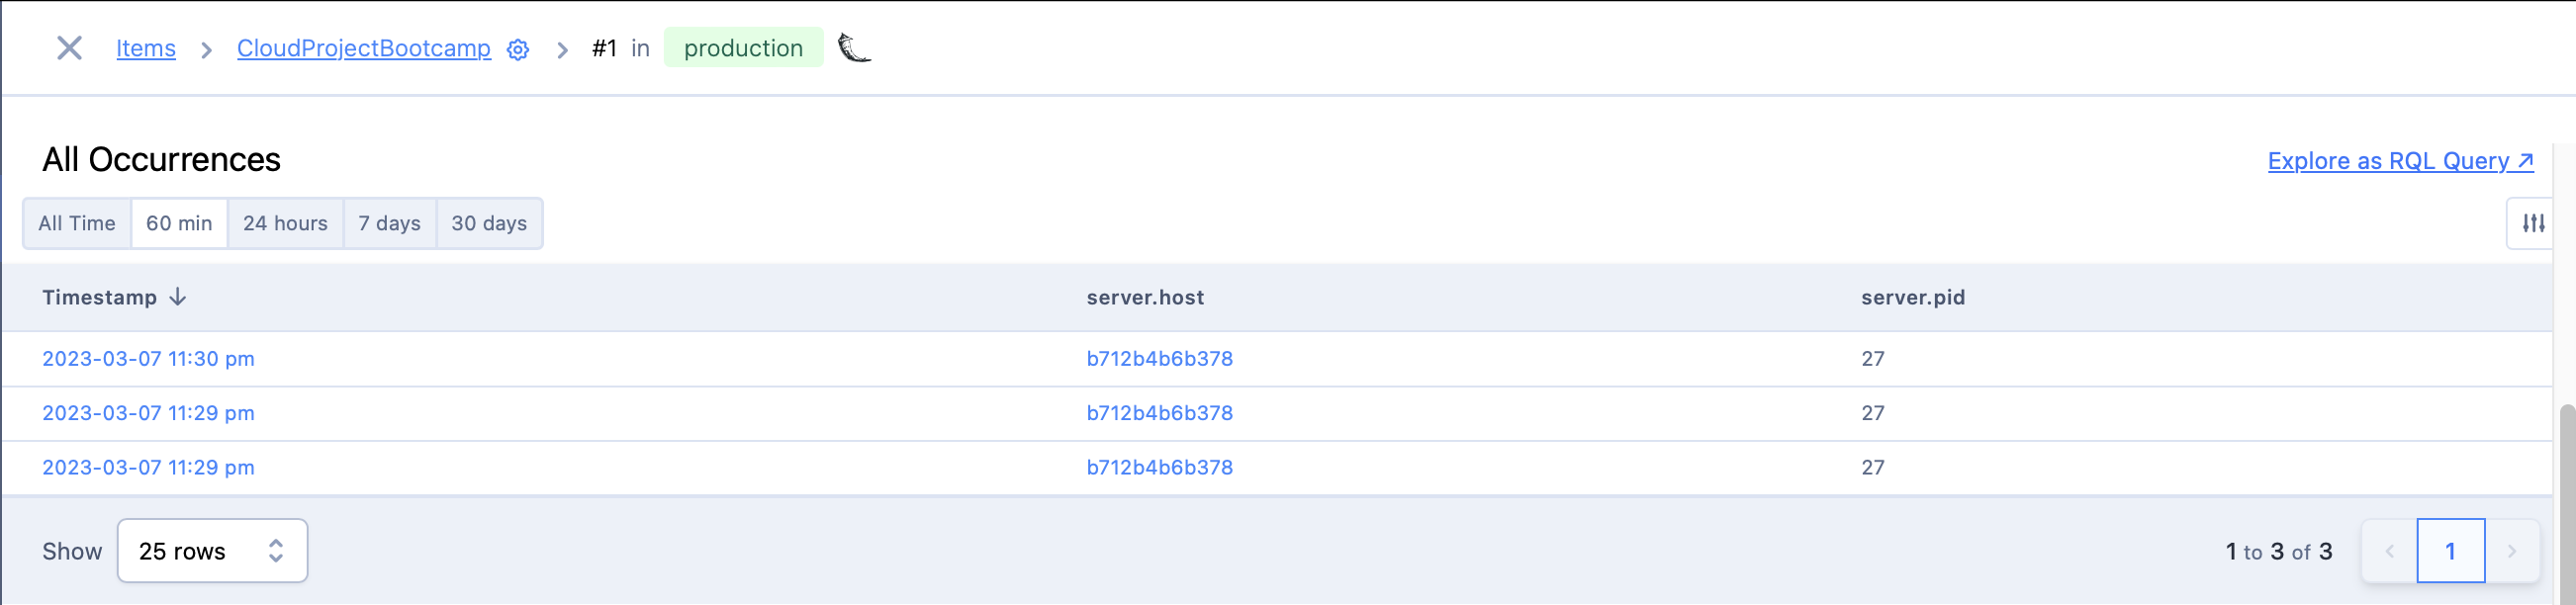 Items > CloudProjectBootcamp > #1 in production
All Occurrences
Explore as RQL Query ↗
All Time 60 min 24 hours 7 days 30 days
Timestamp ↓ server.host server.pid
2023-03-07 11:30 pm b712b4b6b378 27
2023-03-07 11:29 pm b712b4b6b378 27
2023-03-07 11:29 pm b712b4b6b378 27
Show 25 rows 1 to 3 of 3 < 1 >